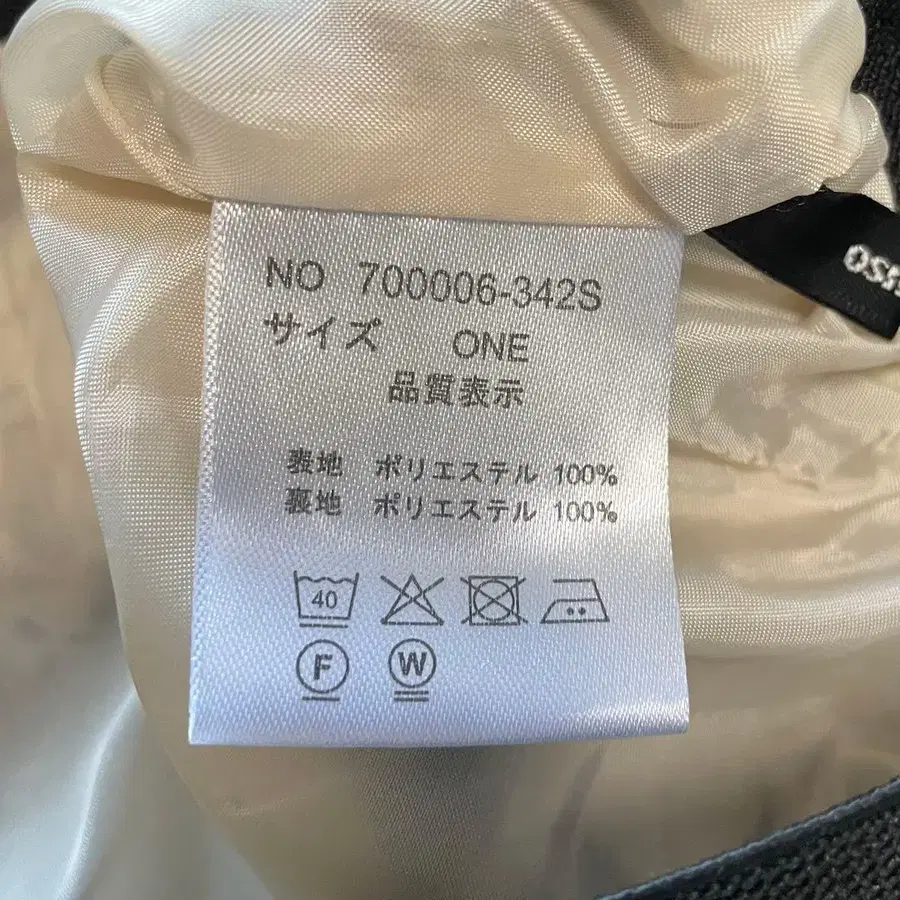 NO 700006-342S
サイズ ONE
品質表示
表地 ポリエステル 100%
裏地 ポリエステル 100%
40
F
W